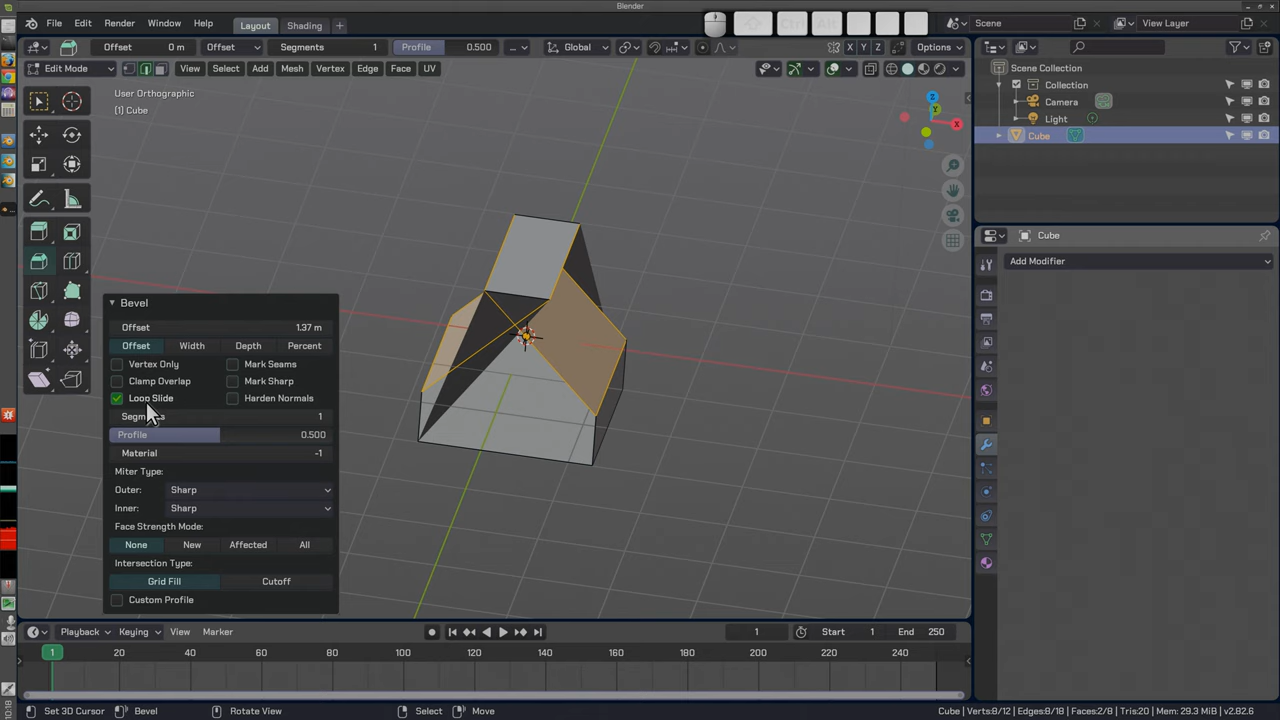 Blender
File Edit Render Window Help Layout Shading + Ctrl Alt Scene View Layer
Offset 0 m Offset Segments 1 Profile 0.500 Global X Y Z Options
Edit Mode View Select Add Mesh Vertex Edge Face UV
User Orthographic
(1) Cube
Z
Y
X
Scene Collection
Collection
Camera
Light
Cube
Cube
Add Modifier
Bevel
Offset 1.37 m
Offset Width Depth Percent
Vertex Only Mark Seams
Clamp Overlap Mark Sharp
Loop Slide Harden Normals
Segments 1
Profile 0.500
Material -1
Miter Type:
Outer: Sharp
Inner: Sharp
Face Strength Mode:
None New Affected All
Intersection Type:
Grid Fill Cutoff
Custom Profile
Playback Keying View Marker 1 Start 1 End 250
1 20 40 60 80 100 120 140 160 180 200 220 240
10:18
Set 3D Cursor Bevel Rotate View Select Move Cube | Verts:8/12 | Edges:8/18 | Faces:2/8 | Tris:20 | Mem: 29.3 MiB | v2.82.6